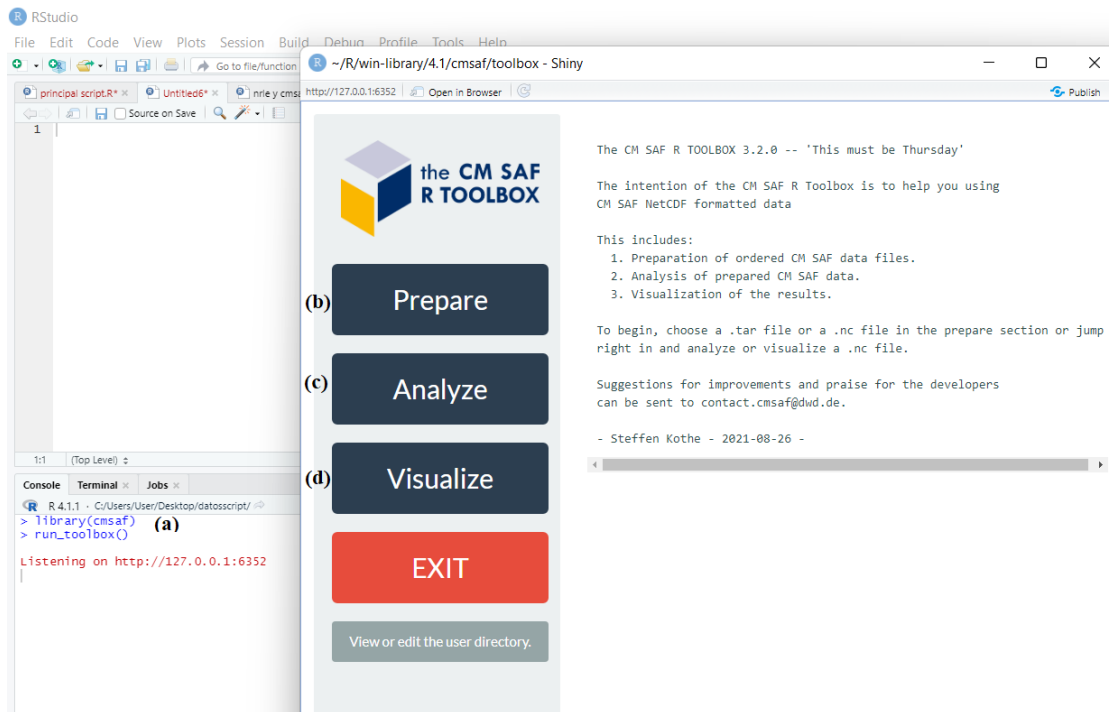 RStudio
File Edit Code View Plots Session Build Debug Profile Tools Help
Go to file/function
principal script.R* × Untitled6* × nrle y cmsa
Source on Save
1
1:1 (Top Level)
Console Terminal × Jobs ×
R 4.1.1 · C:/Users/User/Desktop/datosscript/
> library(cmsaf) (a)
> run_toolbox()
Listening on http://127.0.0.1:6352
~/R/win-library/4.1/cmsaf/toolbox - Shiny
http://127.0.0.1:6352 Open in Browser Publish
the CM SAF
R TOOLBOX
(b) Prepare
(c) Analyze
(d) Visualize
EXIT
View or edit the user directory.
The CM SAF R TOOLBOX 3.2.0 -- 'This must be Thursday'
The intention of the CM SAF R Toolbox is to help you using
CM SAF NetCDF formatted data
This includes:
1. Preparation of ordered CM SAF data files.
2. Analysis of prepared CM SAF data.
3. Visualization of the results.
To begin, choose a .tar file or a .nc file in the prepare section or jump
right in and analyze or visualize a .nc file.
Suggestions for improvements and praise for the developers
can be sent to contact.cmsaf@dwd.de.
- Steffen Kothe - 2021-08-26 -